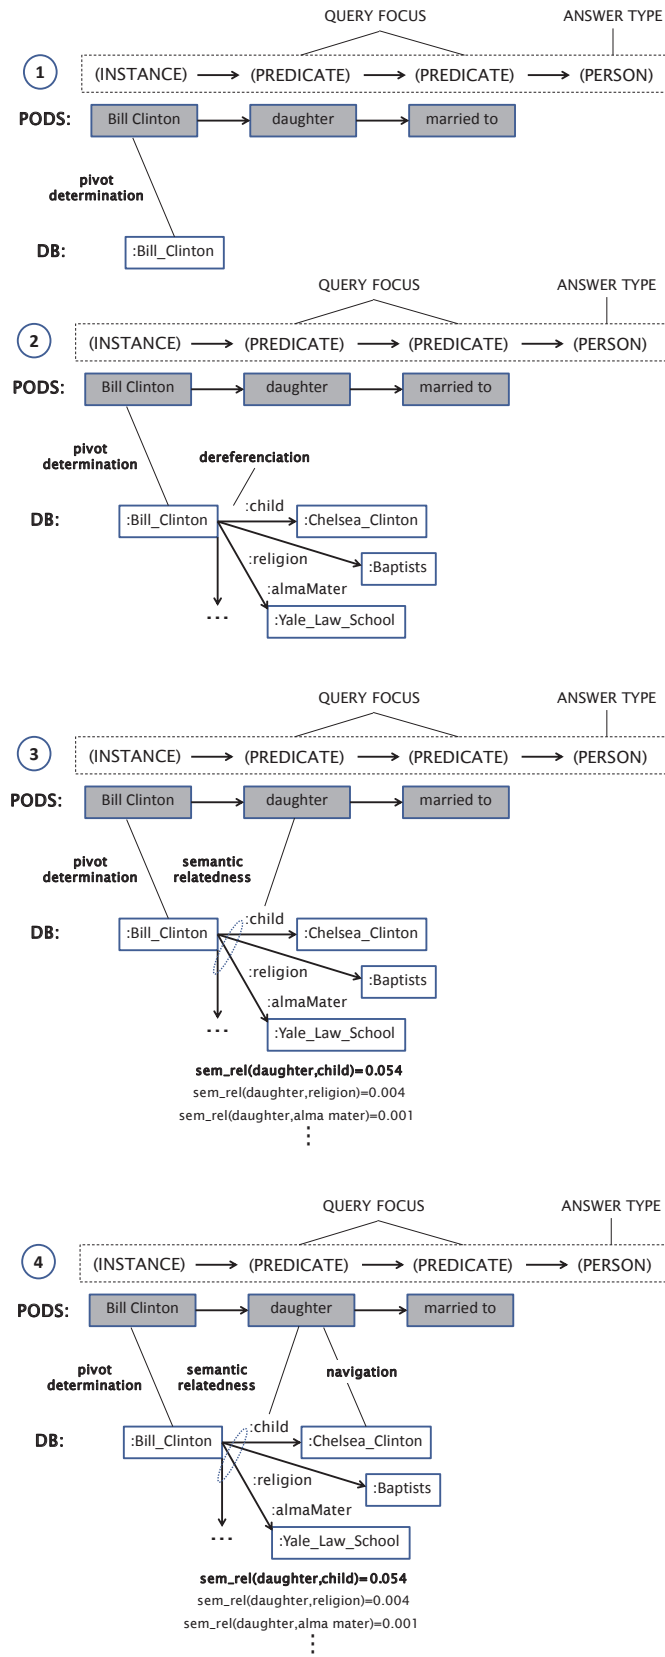 QUERY FOCUS ANSWER TYPE
1 (INSTANCE) (PREDICATE) (PREDICATE) (PERSON)
PODS: Bill Clinton daughter married to
pivot
determination
DB: :Bill_Clinton
QUERY FOCUS ANSWER TYPE
2 (INSTANCE) (PREDICATE) (PREDICATE) (PERSON)
PODS: Bill Clinton daughter married to
pivot
determination
dereferenciation
:child
DB: :Bill_Clinton :Chelsea_Clinton
:religion :Baptists
:almaMater
... :Yale_Law_School
QUERY FOCUS ANSWER TYPE
3 (INSTANCE) (PREDICATE) (PREDICATE) (PERSON)
PODS: Bill Clinton daughter married to
pivot
determination
semantic
relatedness
:child
DB: :Bill_Clinton :Chelsea_Clinton
:religion :Baptists
:almaMater
... :Yale_Law_School
sem_rel(daughter,child)=0.054
sem_rel(daughter,religion)=0.004
sem_rel(daughter,alma mater)=0.001
⋮
QUERY FOCUS ANSWER TYPE
4 (INSTANCE) (PREDICATE) (PREDICATE) (PERSON)
PODS: Bill Clinton daughter married to
pivot
determination
semantic
relatedness
navigation
:child
DB: :Bill_Clinton :Chelsea_Clinton
:religion :Baptists
:almaMater
... :Yale_Law_School
sem_rel(daughter,child)=0.054
sem_rel(daughter,religion)=0.004
sem_rel(daughter,alma mater)=0.001
⋮